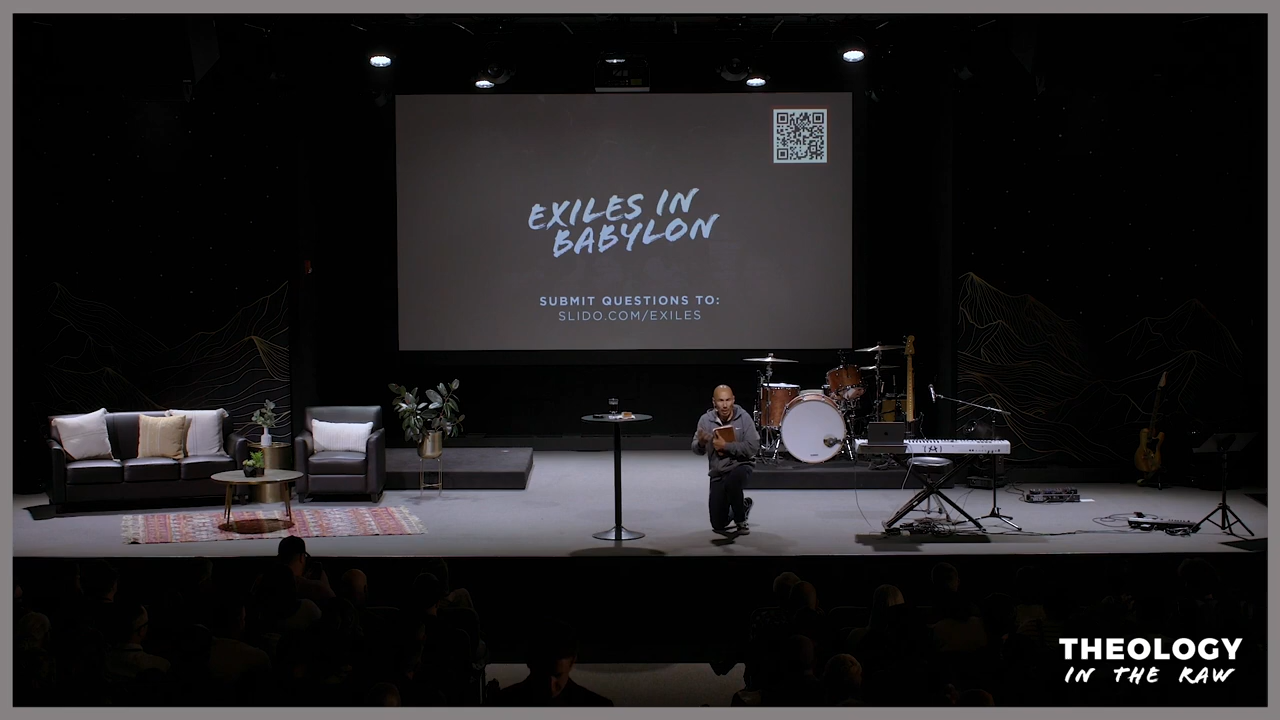 EXILES IN
BABYLON
SUBMIT QUESTIONS TO:
SLIDO.COM/EXILES
THEOLOGY
IN THE RAW